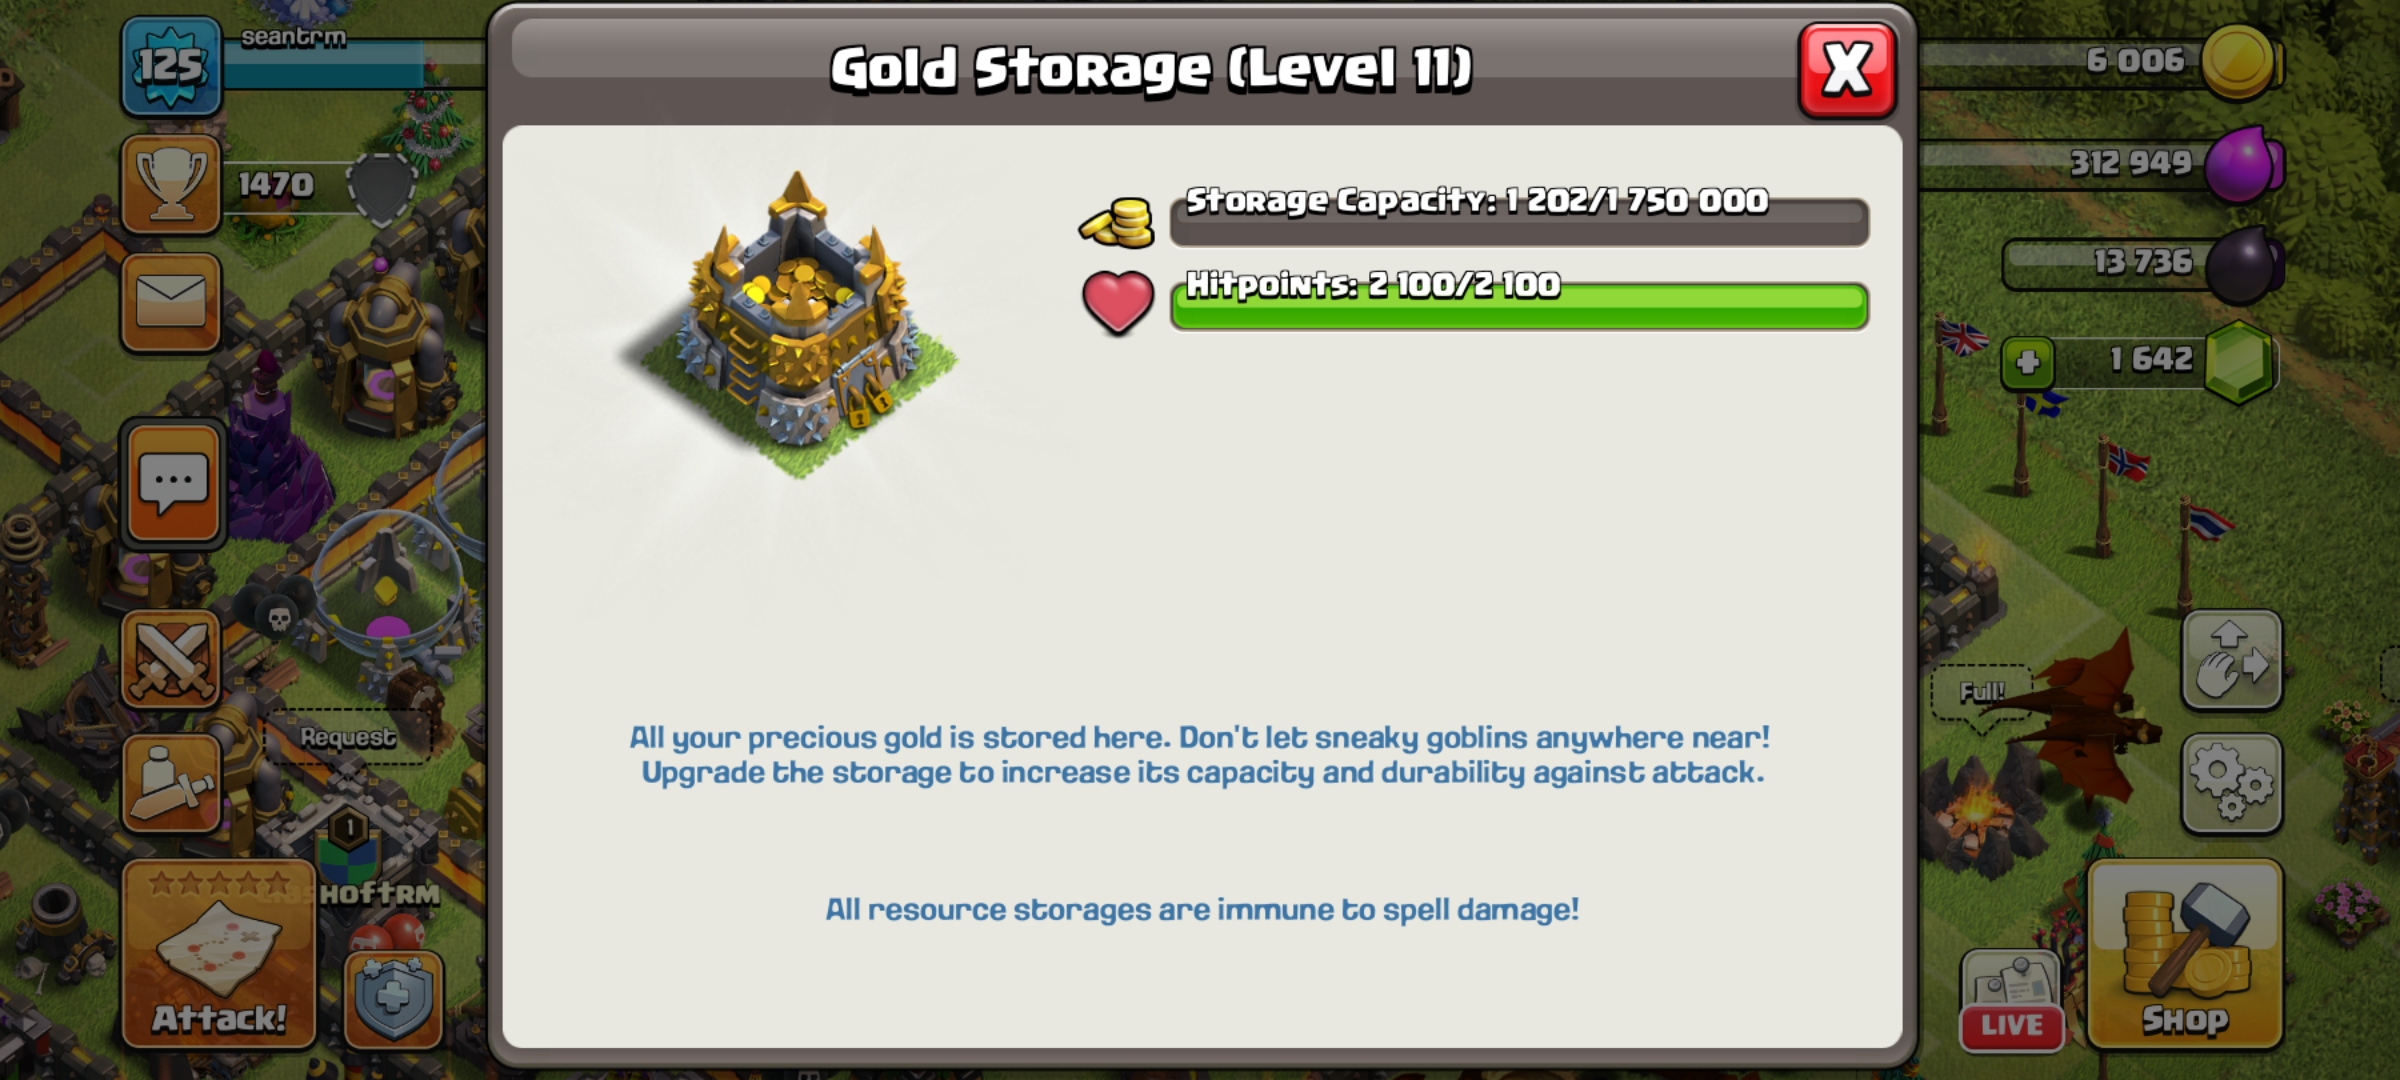 seantrm
125
Gold Storage (Level 11)
X
6 006
1470
312 949
Storage Capacity: 1 202/1 750 000
13 736
Hitpoints: 2 100/2 100
1 642
Full!
Request
All your precious gold is stored here. Don't let sneaky goblins anywhere near!
Upgrade the storage to increase its capacity and durability against attack.
1
All resource storages are immune to spell damage!
Attack!
LIVE
Shop